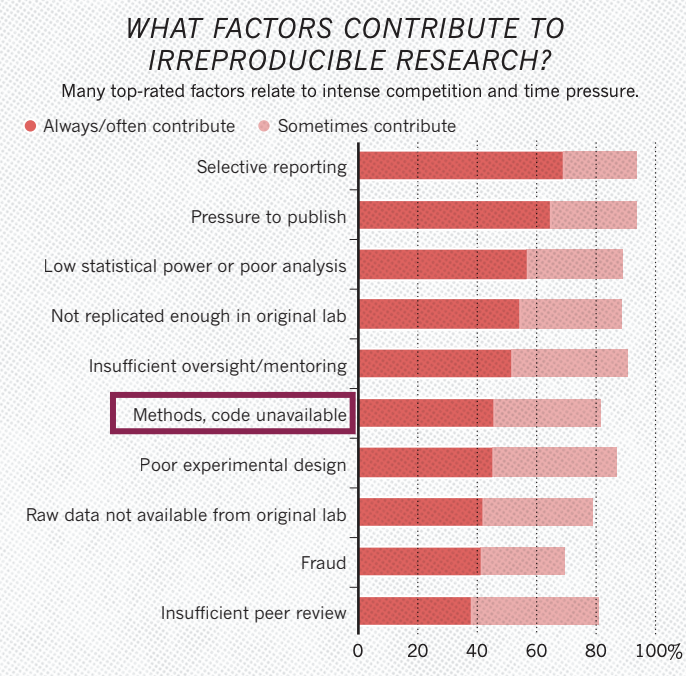 WHAT FACTORS CONTRIBUTE TO
IRREPRODUCIBLE RESEARCH?
Many top-rated factors relate to intense competition and time pressure.
Always/often contribute Sometimes contribute
Selective reporting
Pressure to publish
Low statistical power or poor analysis
Not replicated enough in original lab
Insufficient oversight/mentoring
Methods, code unavailable
Poor experimental design
Raw data not available from original lab
Fraud
Insufficient peer review
0 20 40 60 80 100%